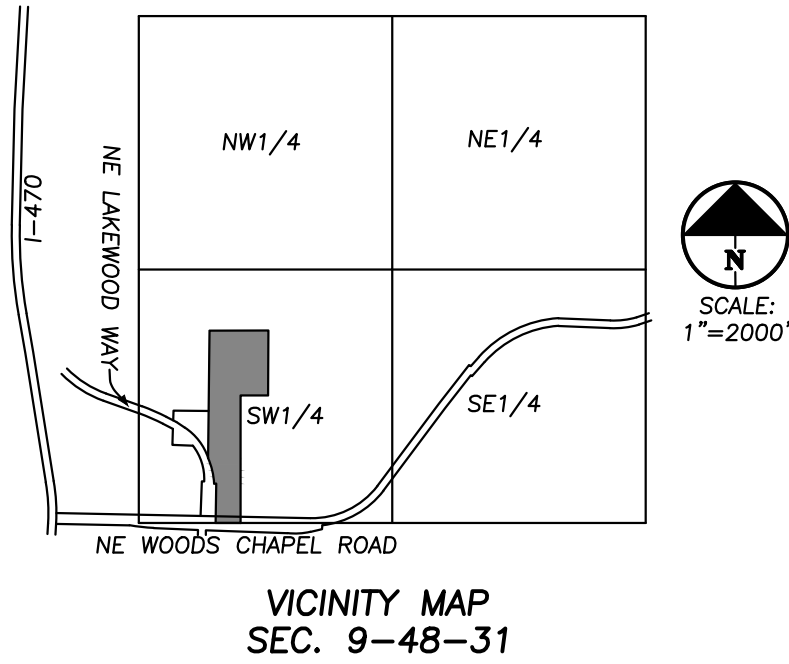 NW1/4
NE1/4
I-470
NE LAKEWOOD WAY
N
SCALE:
1"=2000'
SW1/4
SE1/4
NE WOODS CHAPEL ROAD
VICINITY MAP
SEC. 9-48-31